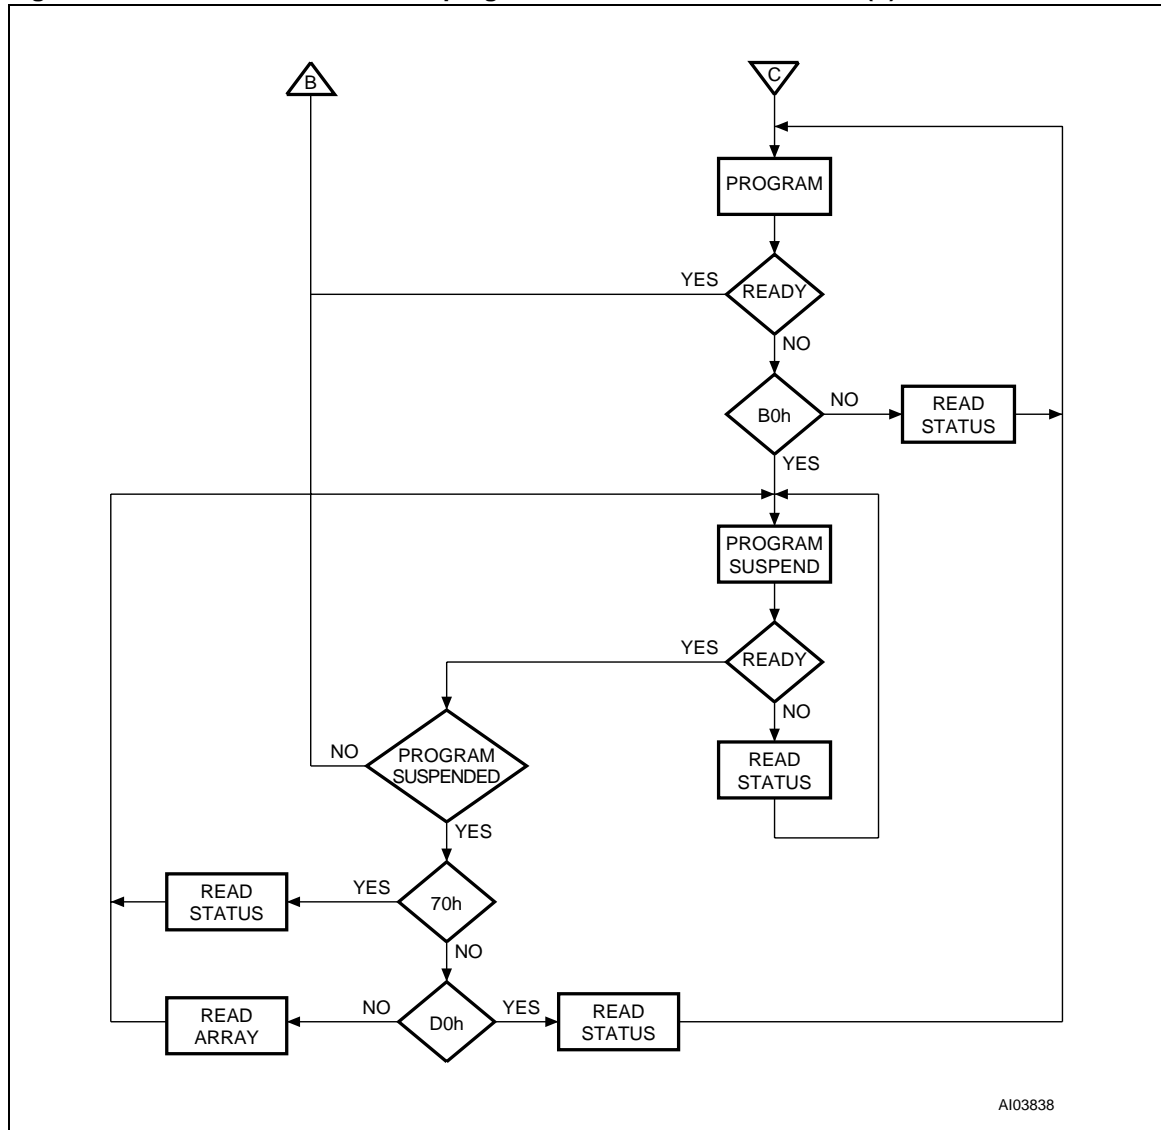 B
C
PROGRAM
YES
READY
NO
B0h
NO
READ
STATUS
YES
PROGRAM
SUSPEND
YES
READY
NO
NO
PROGRAM
SUSPENDED
READ
STATUS
YES
READ
STATUS
YES
70h
NO
READ
ARRAY
NO
D0h
YES
READ
STATUS
AI03838